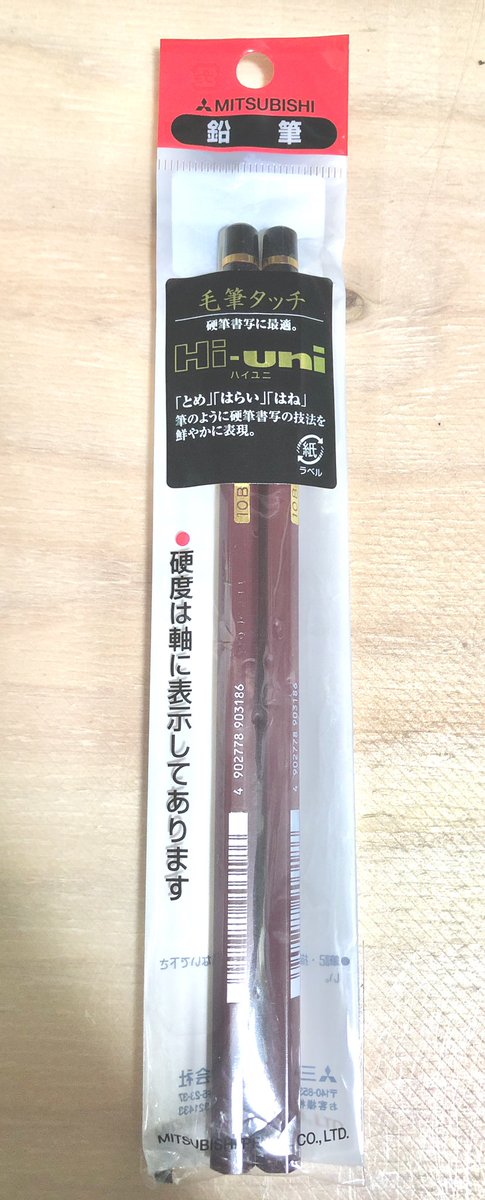 MITSUBISHI
鉛筆
毛筆タッチ
硬筆書写に最適。
Hi-uni
ハイユニ
「とめ」「はらい」「はね」
筆のように硬筆書写の技法を
鮮やかに表現。
紙
ラベル
10B
10B
●硬度は軸に表示してあります
4 902778 903186
4 902778 903186
MITSUBISHI CO., LTD.